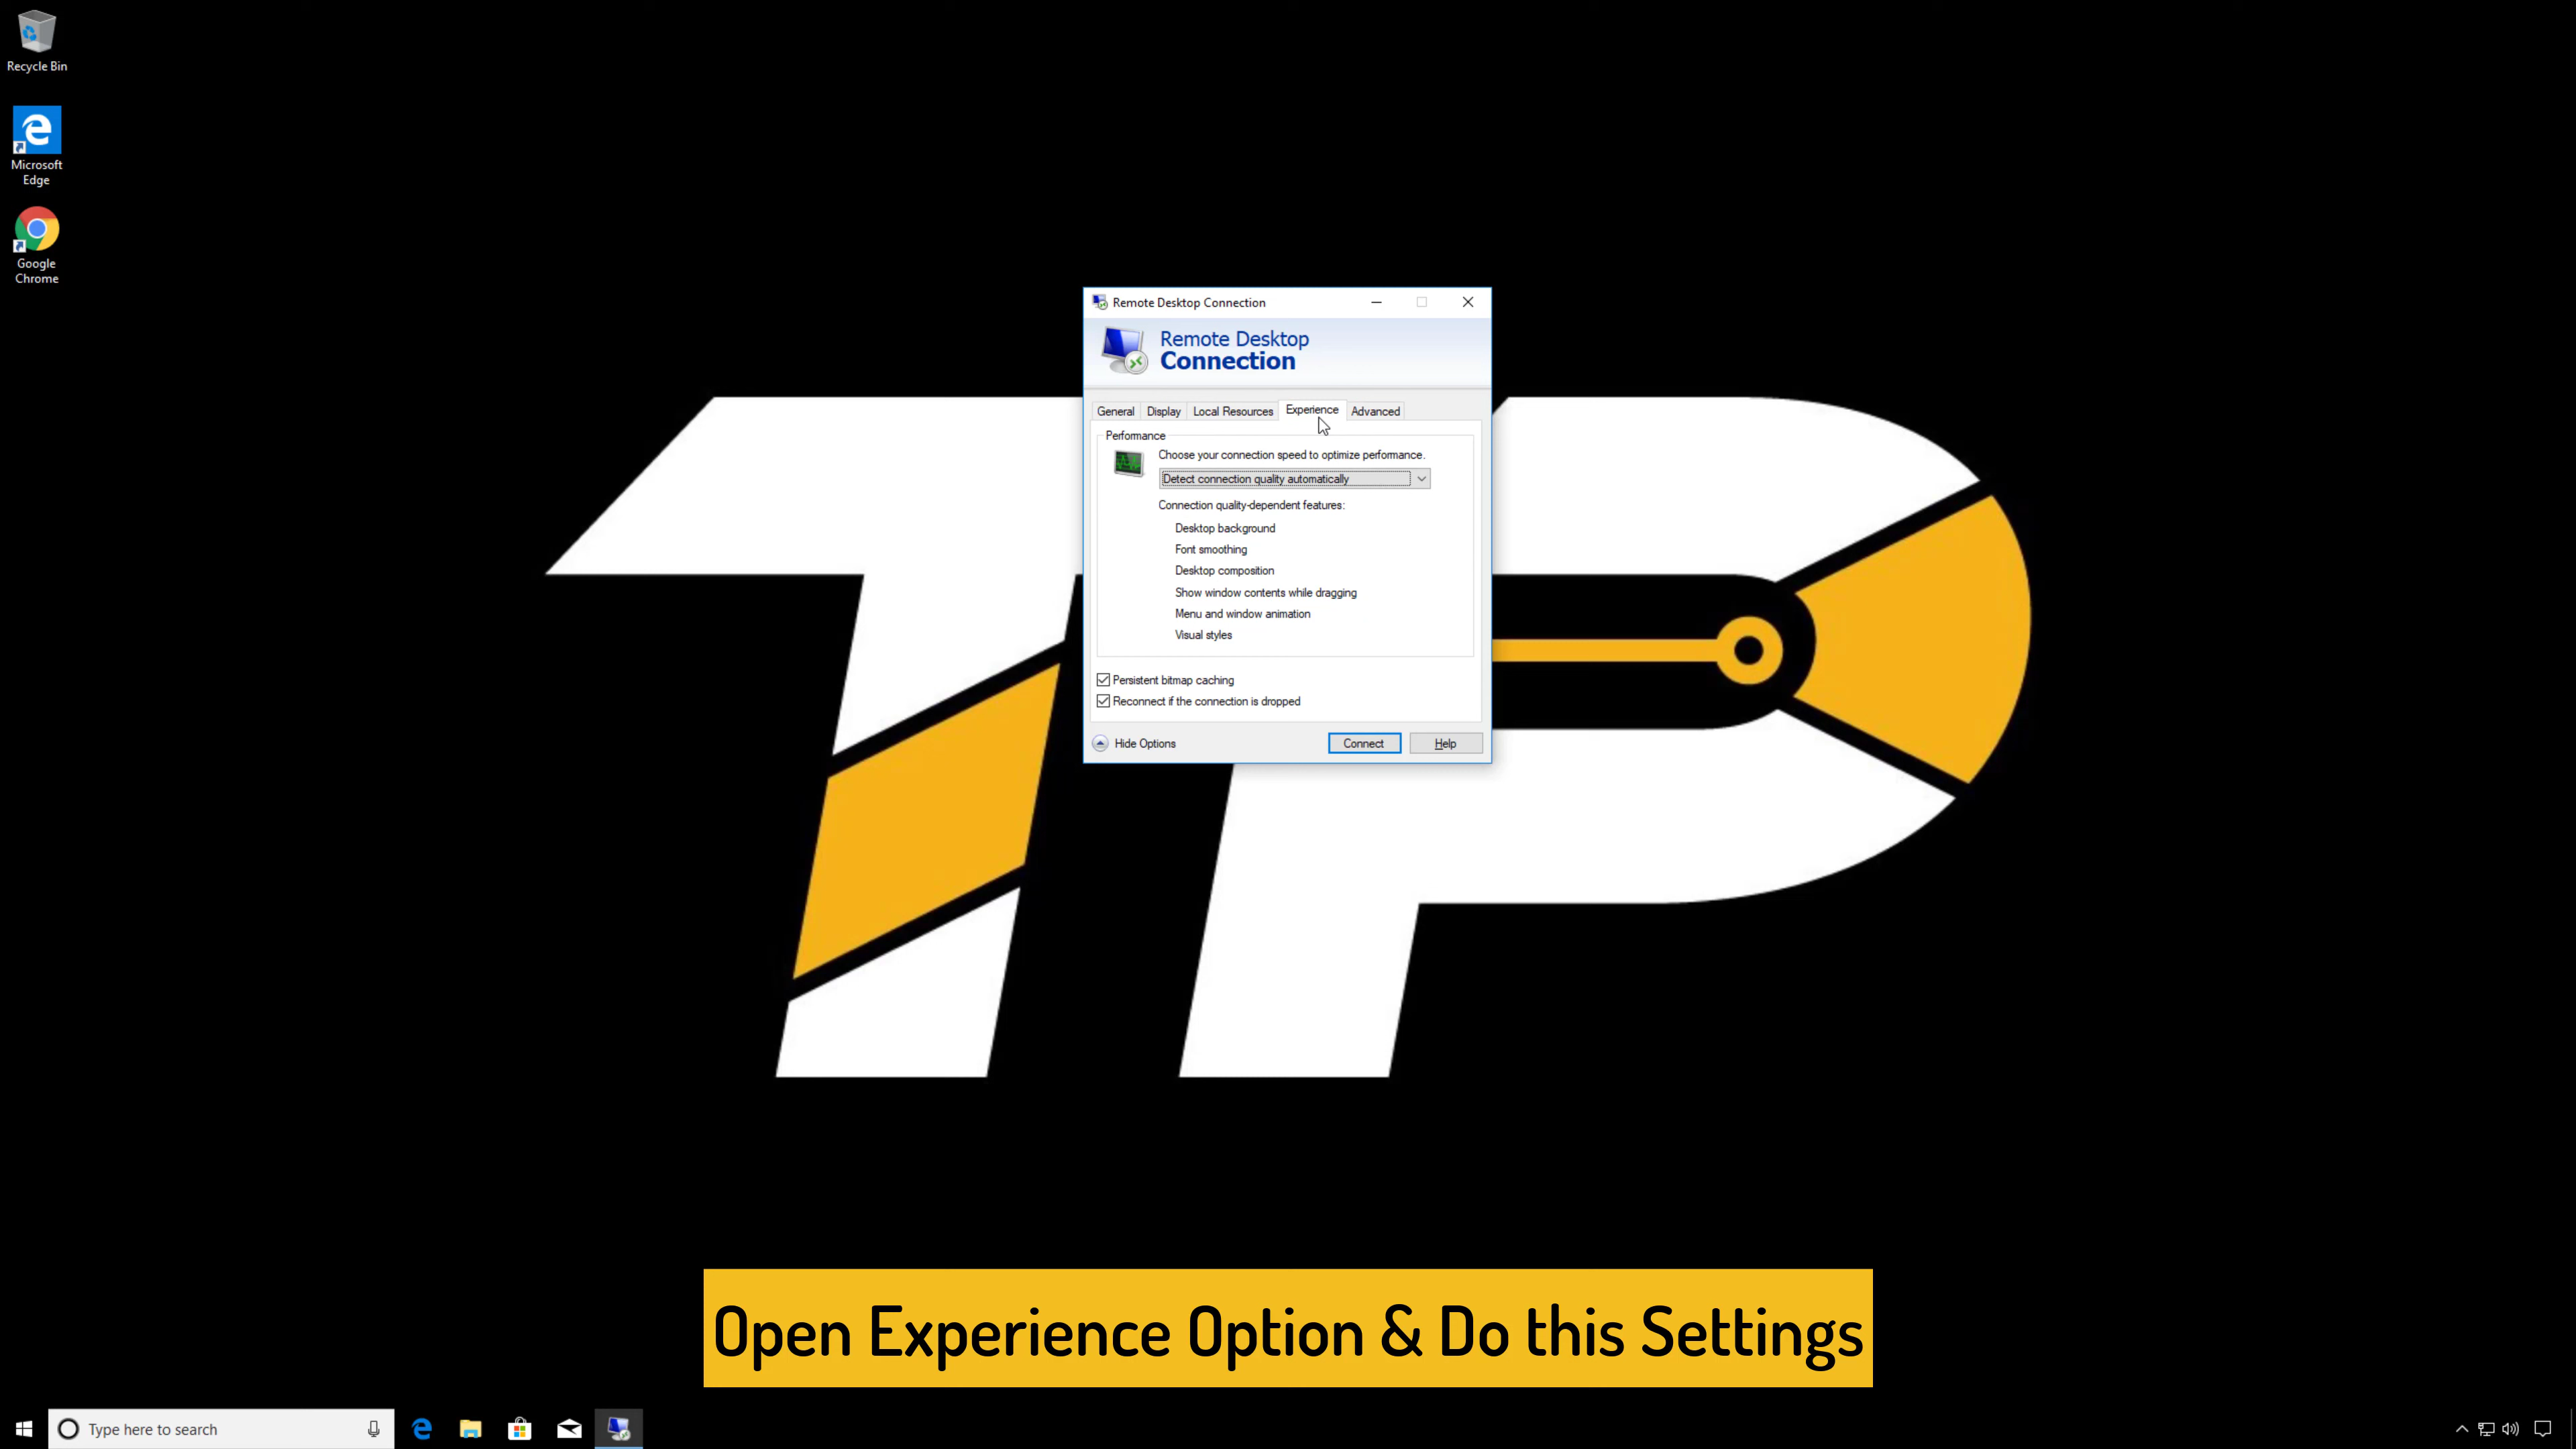 Recycle Bin
Microsoft
Edge
Google
Chrome
Remote Desktop Connection
Remote Desktop
Connection
General Display Local Resources Experience Advanced
Performance
Choose your connection speed to optimize performance.
Detect connection quality automatically
Connection quality-dependent features:
Desktop background
Font smoothing
Desktop composition
Show window contents while dragging
Menu and window animation
Visual styles
Persistent bitmap caching
Reconnect if the connection is dropped
Hide Options Connect Help
TP
Open Experience Option & Do this Settings
Type here to search